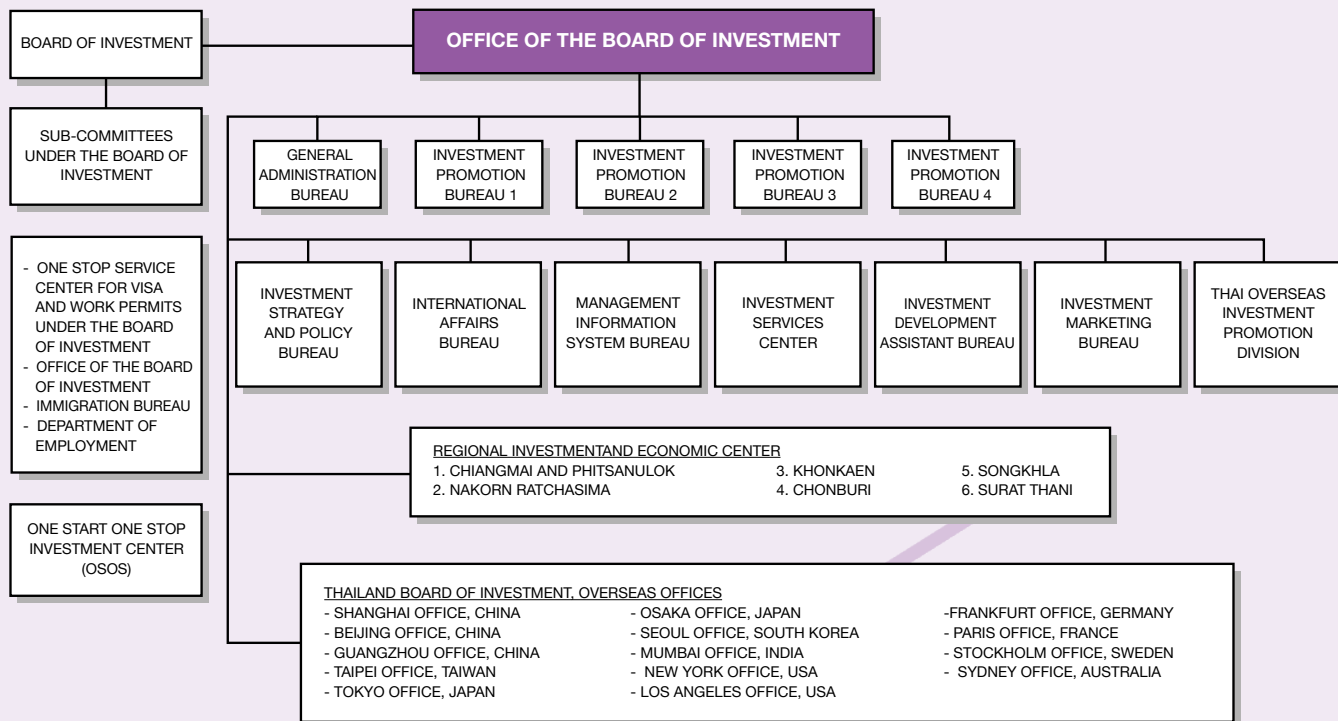 BOARD OF INVESTMENT
OFFICE OF THE BOARD OF INVESTMENT
SUB-COMMITTEES
UNDER THE BOARD OF
INVESTMENT
GENERAL
ADMINISTRATION
BUREAU
INVESTMENT
PROMOTION
BUREAU 1
INVESTMENT
PROMOTION
BUREAU 2
INVESTMENT
PROMOTION
BUREAU 3
INVESTMENT
PROMOTION
BUREAU 4
- ONE STOP SERVICE
CENTER FOR VISA
AND WORK PERMITS
UNDER THE BOARD
OF INVESTMENT
- OFFICE OF THE BOARD
OF INVESTMENT
- IMMIGRATION BUREAU
- DEPARTMENT OF
EMPLOYMENT
INVESTMENT
STRATEGY
AND POLICY
BUREAU
INTERNATIONAL
AFFAIRS
BUREAU
MANAGEMENT
INFORMATION
SYSTEM BUREAU
INVESTMENT
SERVICES
CENTER
INVESTMENT
DEVELOPMENT
ASSISTANT BUREAU
INVESTMENT
MARKETING
BUREAU
THAI OVERSEAS
INVESTMENT
PROMOTION
DIVISION
REGIONAL INVESTMENTAND ECONOMIC CENTER
1. CHIANGMAI AND PHITSANULOK
2. NAKORN RATCHASIMA
3. KHONKAEN
4. CHONBURI
5. SONGKHLA
6. SURAT THANI
ONE START ONE STOP
INVESTMENT CENTER
(OSOS)
THAILAND BOARD OF INVESTMENT, OVERSEAS OFFICES
- SHANGHAI OFFICE, CHINA
- BEIJING OFFICE, CHINA
- GUANGZHOU OFFICE, CHINA
- TAIPEI OFFICE, TAIWAN
- TOKYO OFFICE, JAPAN
- OSAKA OFFICE, JAPAN
- SEOUL OFFICE, SOUTH KOREA
- MUMBAI OFFICE, INDIA
- NEW YORK OFFICE, USA
- LOS ANGELES OFFICE, USA
-FRANKFURT OFFICE, GERMANY
- PARIS OFFICE, FRANCE
- STOCKHOLM OFFICE, SWEDEN
- SYDNEY OFFICE, AUSTRALIA